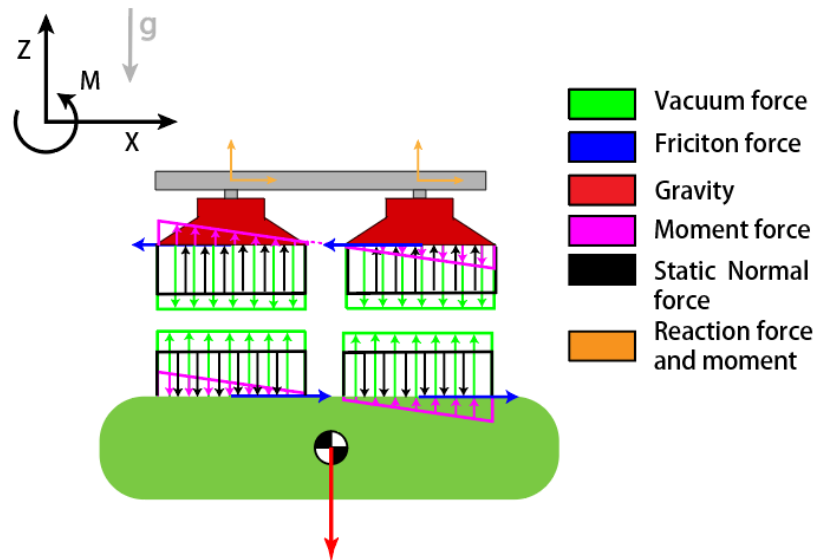 g
Z
M
X
Vacuum force
Friciton force
Gravity
Moment force
Static Normal
force
Reaction force
and moment